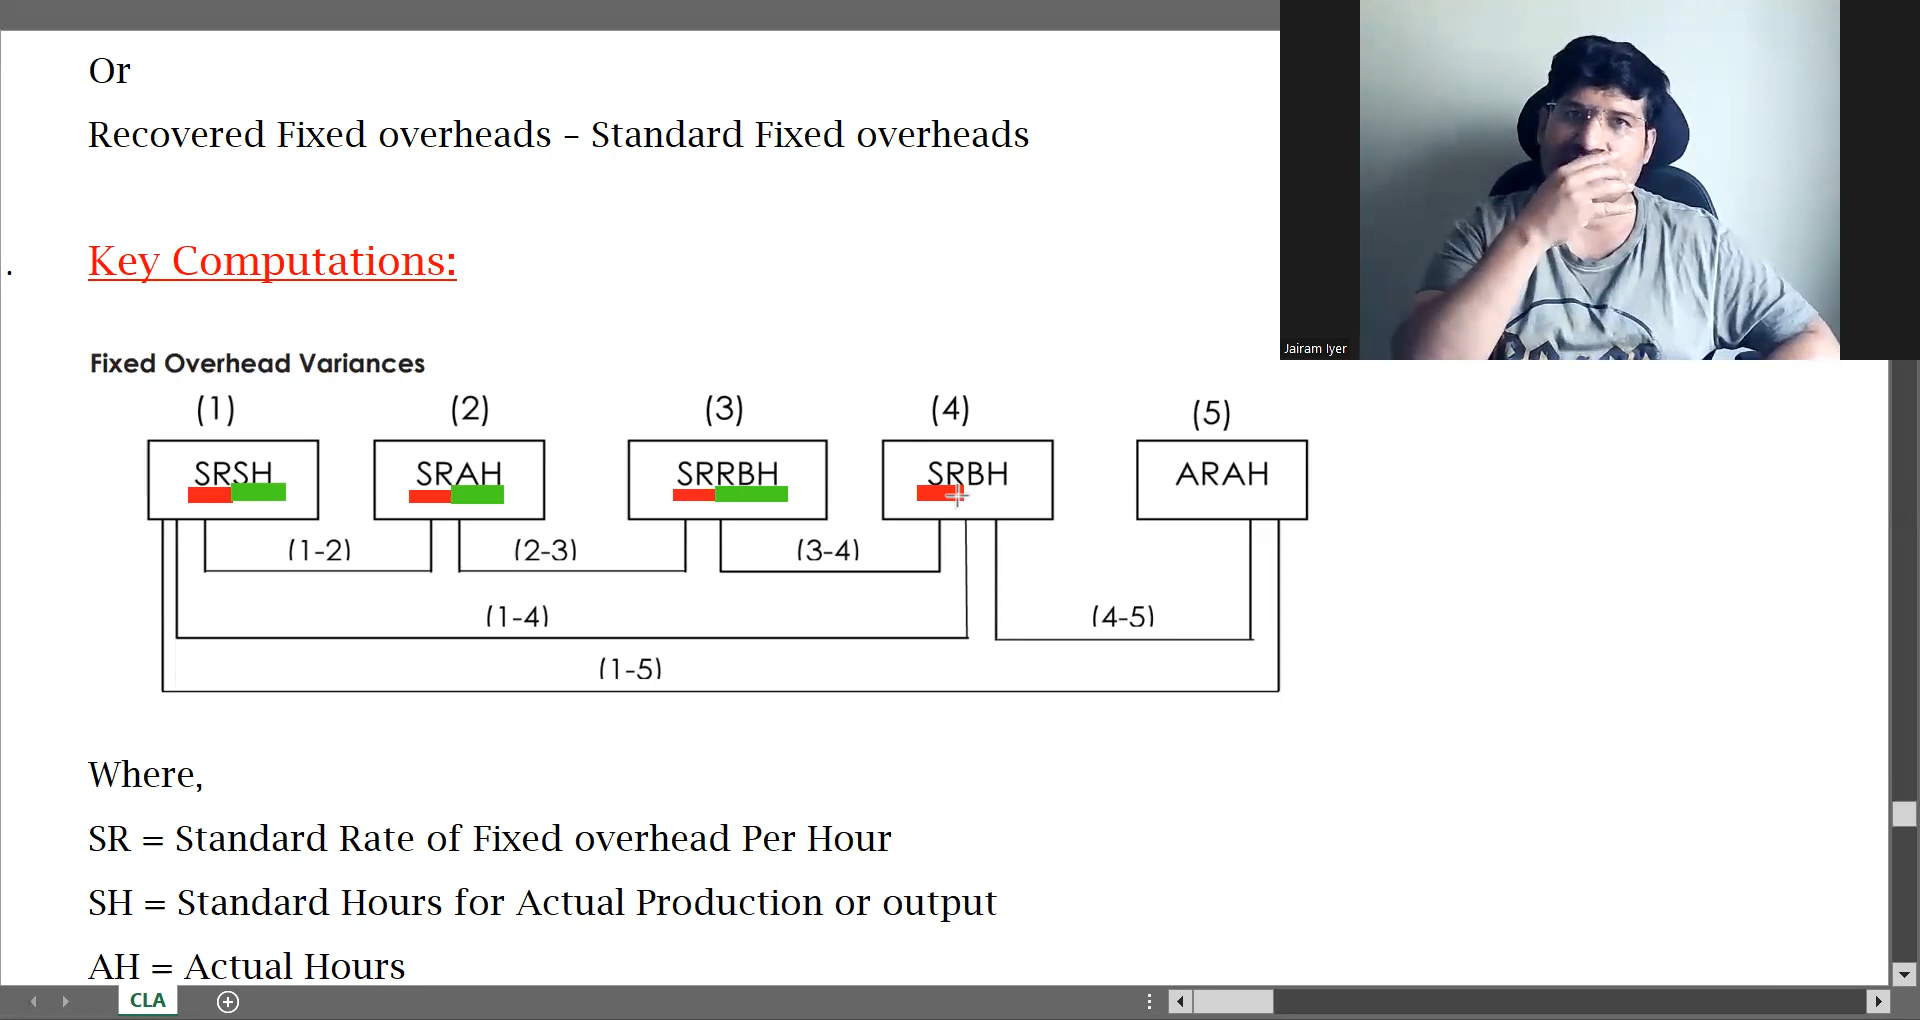 Or
Recovered Fixed overheads – Standard Fixed overheads
.
Key Computations:
Fixed Overhead Variances
(1) (2) (3) (4) (5)
SRSH SRAH SRRBH SRBH ARAH
(1-2) (2-3) (3-4)
(1-4) (4-5)
(1-5)
Where,
SR = Standard Rate of Fixed overhead Per Hour
SH = Standard Hours for Actual Production or output
AH = Actual Hours
CLA
Jairam Iyer